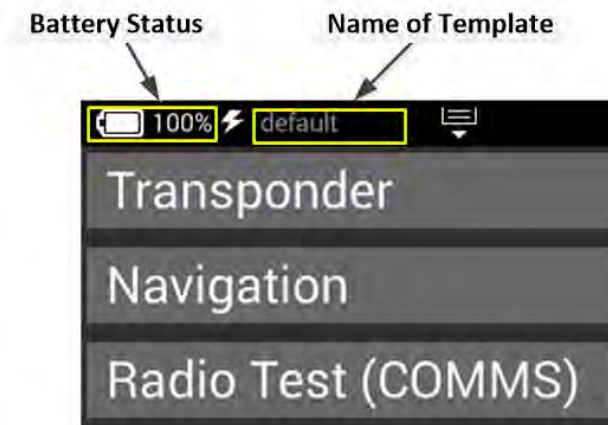 Battery Status Name of Template
100% default
Transponder
Navigation
Radio Test (COMMS)